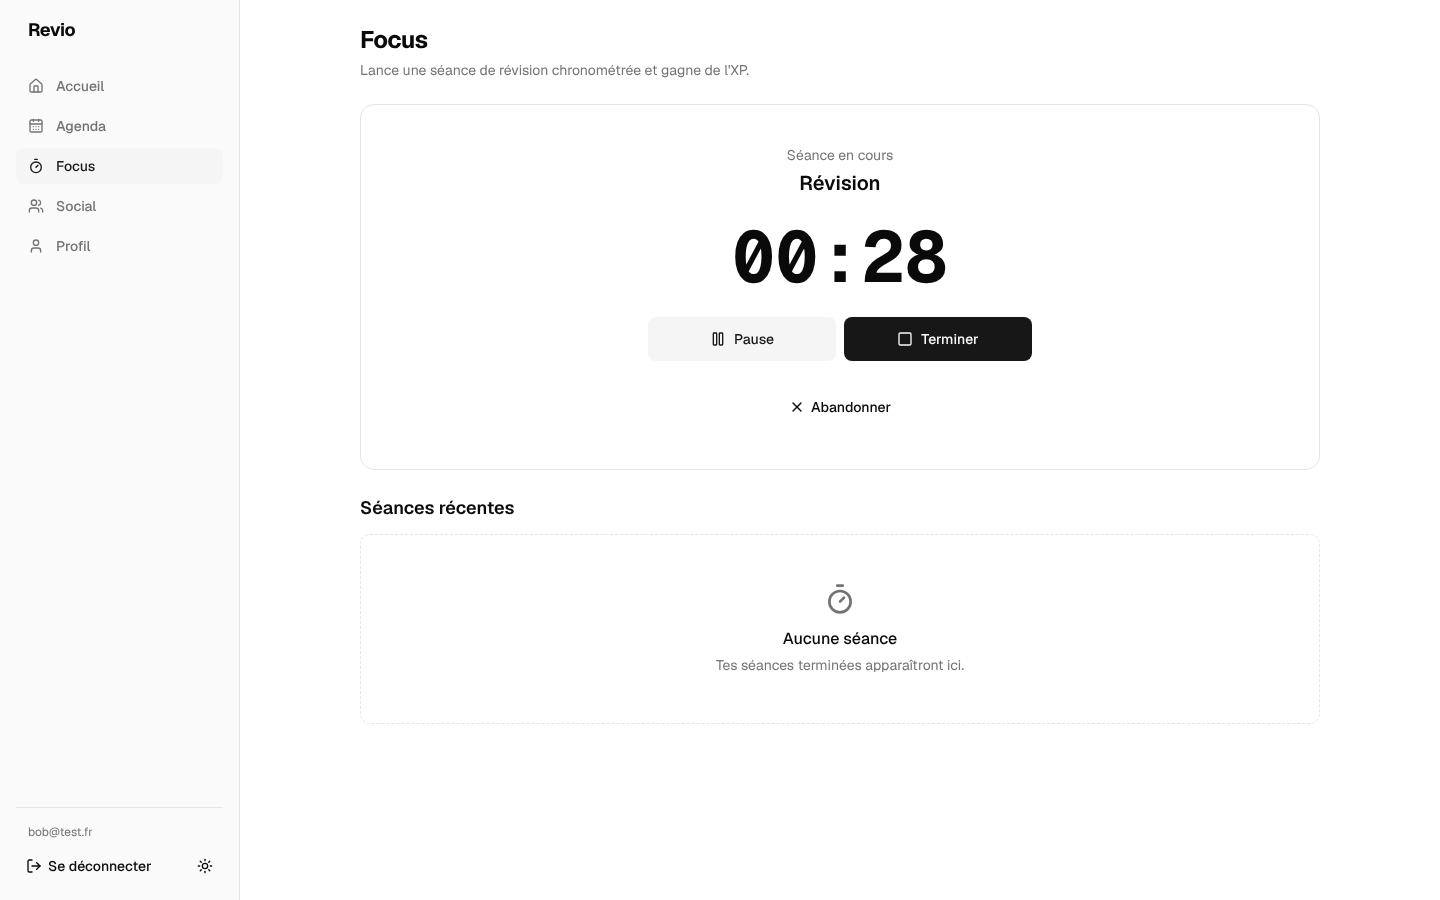 Revio
Accueil
Agenda
Focus
Social
Profil
bob@test.fr
Se déconnecter
Focus
Lance une séance de révision chronométrée et gagne de l'XP.
Séance en cours
Révision
00:28
Pause
Terminer
Abandonner
Séances récentes
Aucune séance
Tes séances terminées apparaîtront ici.